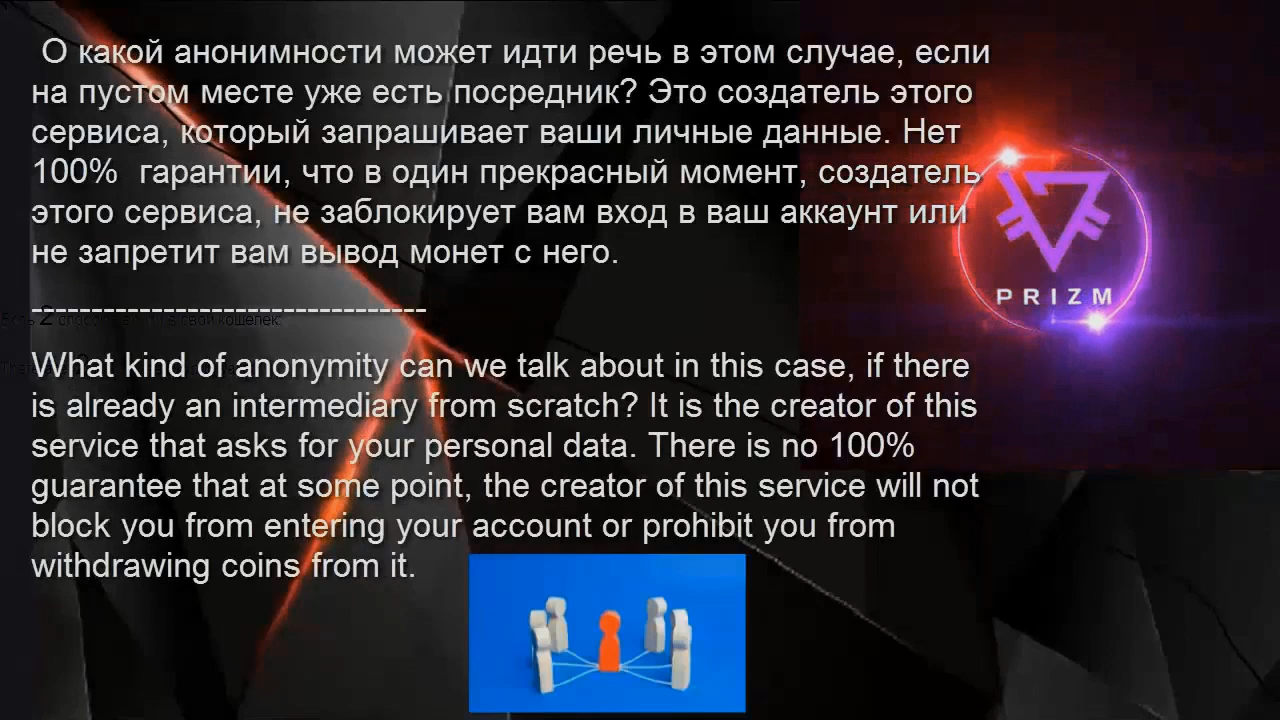 О какой анонимности может идти речь в этом случае, если
на пустом месте уже есть посредник? Это создатель этого
сервиса, который запрашивает ваши личные данные. Нет
100% гарантии, что в один прекрасный момент, создатель
этого сервиса, не заблокирует вам вход в ваш аккаунт или
не запретит вам вывод монет с него.
PRIZM
---------------------------------
2 кошелек:
What kind of anonymity can we talk about in this case, if there
is already an intermediary from scratch? It is the creator of this
service that asks for your personal data. There is no 100%
guarantee that at some point, the creator of this service will not
block you from entering your account or prohibit you from
withdrawing coins from it.